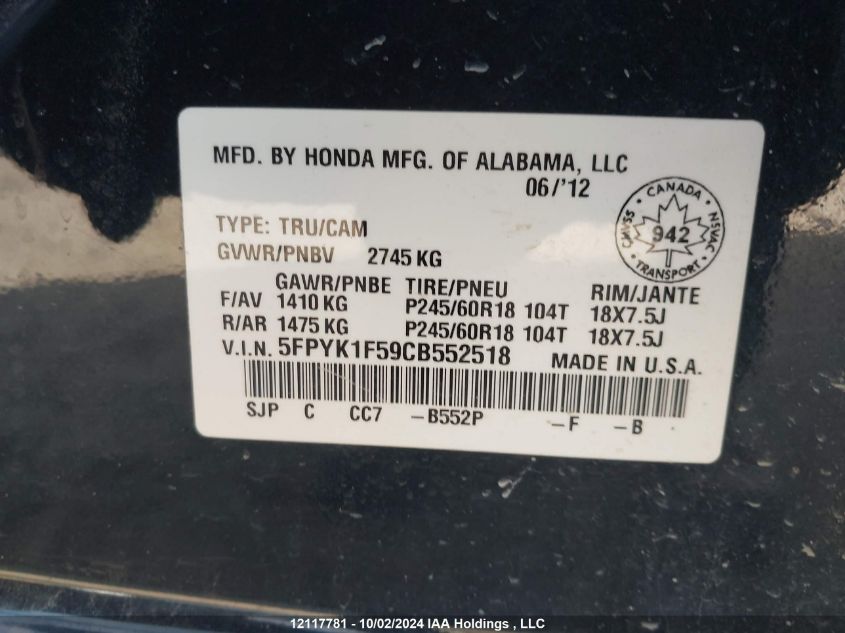 MFD. BY HONDA MFG. OF ALABAMA, LLC
06/'12
CANADA
CMVSS 942 NSVAC
TRANSPORT
TYPE: TRU/CAM
GVWR/PNBV 2745 KG
GAWR/PNBE TIRE/PNEU RIM/JANTE
F/AV 1410 KG P245/60R18 104T 18X7.5J
R/AR 1475 KG P245/60R18 104T 18X7.5J
V.I.N. 5FPYK1F59CB552518 MADE IN U.S.A.
SJP C CC7 -B552P -F -B
12117781 - 10/02/2024 IAA Holdings , LLC